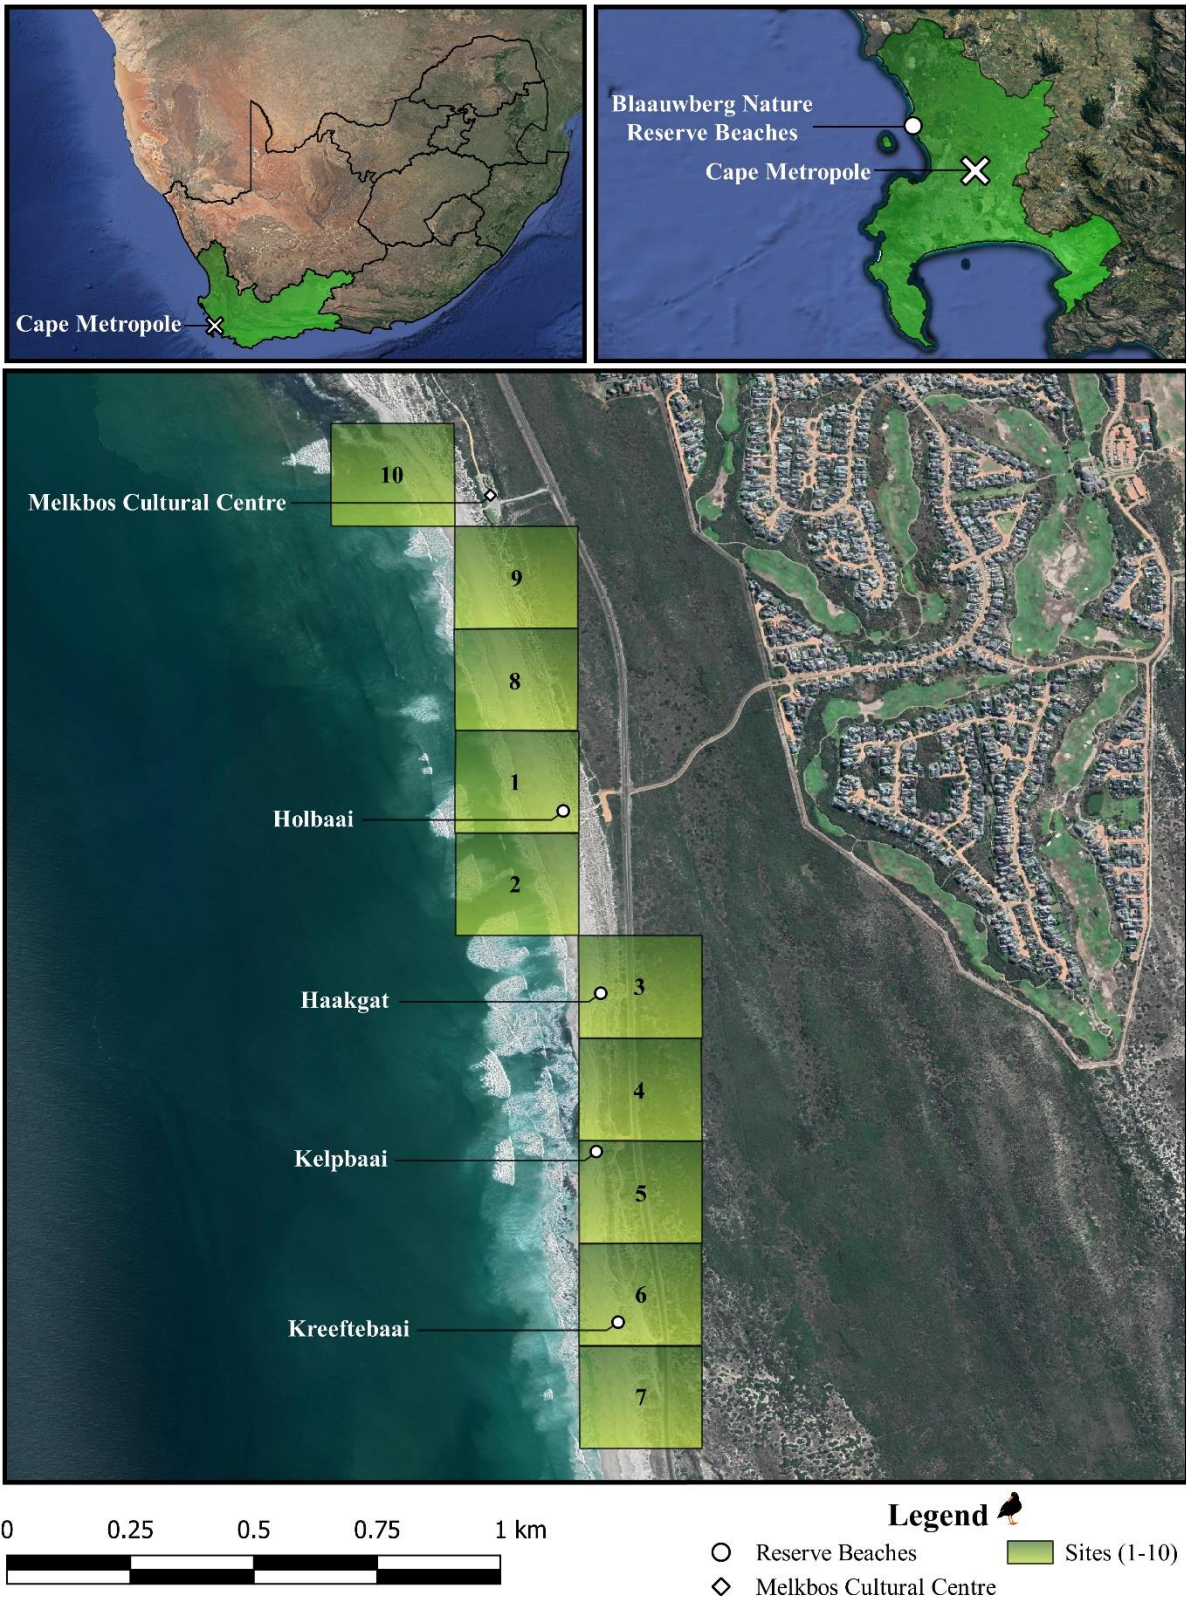 Cape Metropole
Blaauwberg Nature
Reserve Beaches
Cape Metropole
10
Melkbos Cultural Centre
9
8
1
Holbaai
2
3
Haakgat
4
Kelpbaai
5
6
Kreeftebaai
7
0 0.25 0.5 0.75 1 km
Legend
Reserve Beaches
Sites (1-10)
Melkbos Cultural Centre